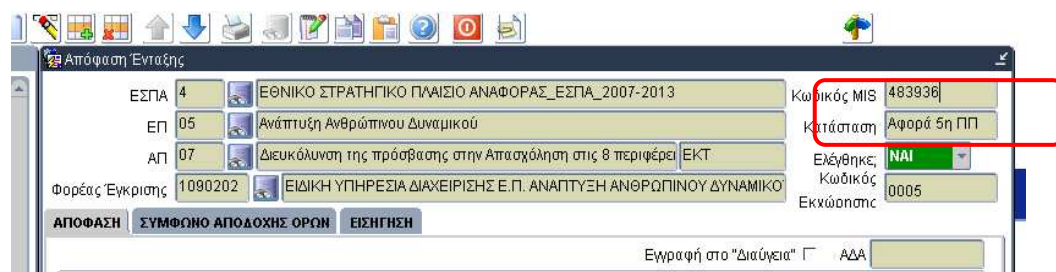 Απόφαση Ένταξης
ΕΣΠΑ 4 ΕΘΝΙΚΟ ΣΤΡΑΤΗΓΙΚΟ ΠΛΑΙΣΙΟ ΑΝΑΦΟΡΑΣ_ΕΣΠΑ_2007-2013 Κωδικός MIS 483936
ΕΠ 05 Ανάπτυξη Ανθρώπινου Δυναμικού Κατάσταση Αφορά 5η ΠΠ
ΑΠ 07 Διευκόλυνση της πρόσβασης στην Απασχόληση στις 8 περιφέρει ΕΚΤ Ελέγθηκε; ΝΑΙ
Φορέας Έγκρισης 1090202 ΕΙΔΙΚΗ ΥΠΗΡΕΣΙΑ ΔΙΑΧΕΙΡΙΣΗΣ Ε.Π. ΑΝΑΠΤΥΞΗ ΑΝΘΡΩΠΙΝΟΥ ΔΥΝΑΜΙΚΟ Κωδικός Εκχώρησης 0005
ΑΠΟΦΑΣΗ ΣΥΜΦΩΝΟ ΑΠΟΔΟΧΗΣ ΟΡΩΝ ΕΙΣΗΓΗΣΗ
Εγγραφή στο "Διαύγεια" ΑΔΑ